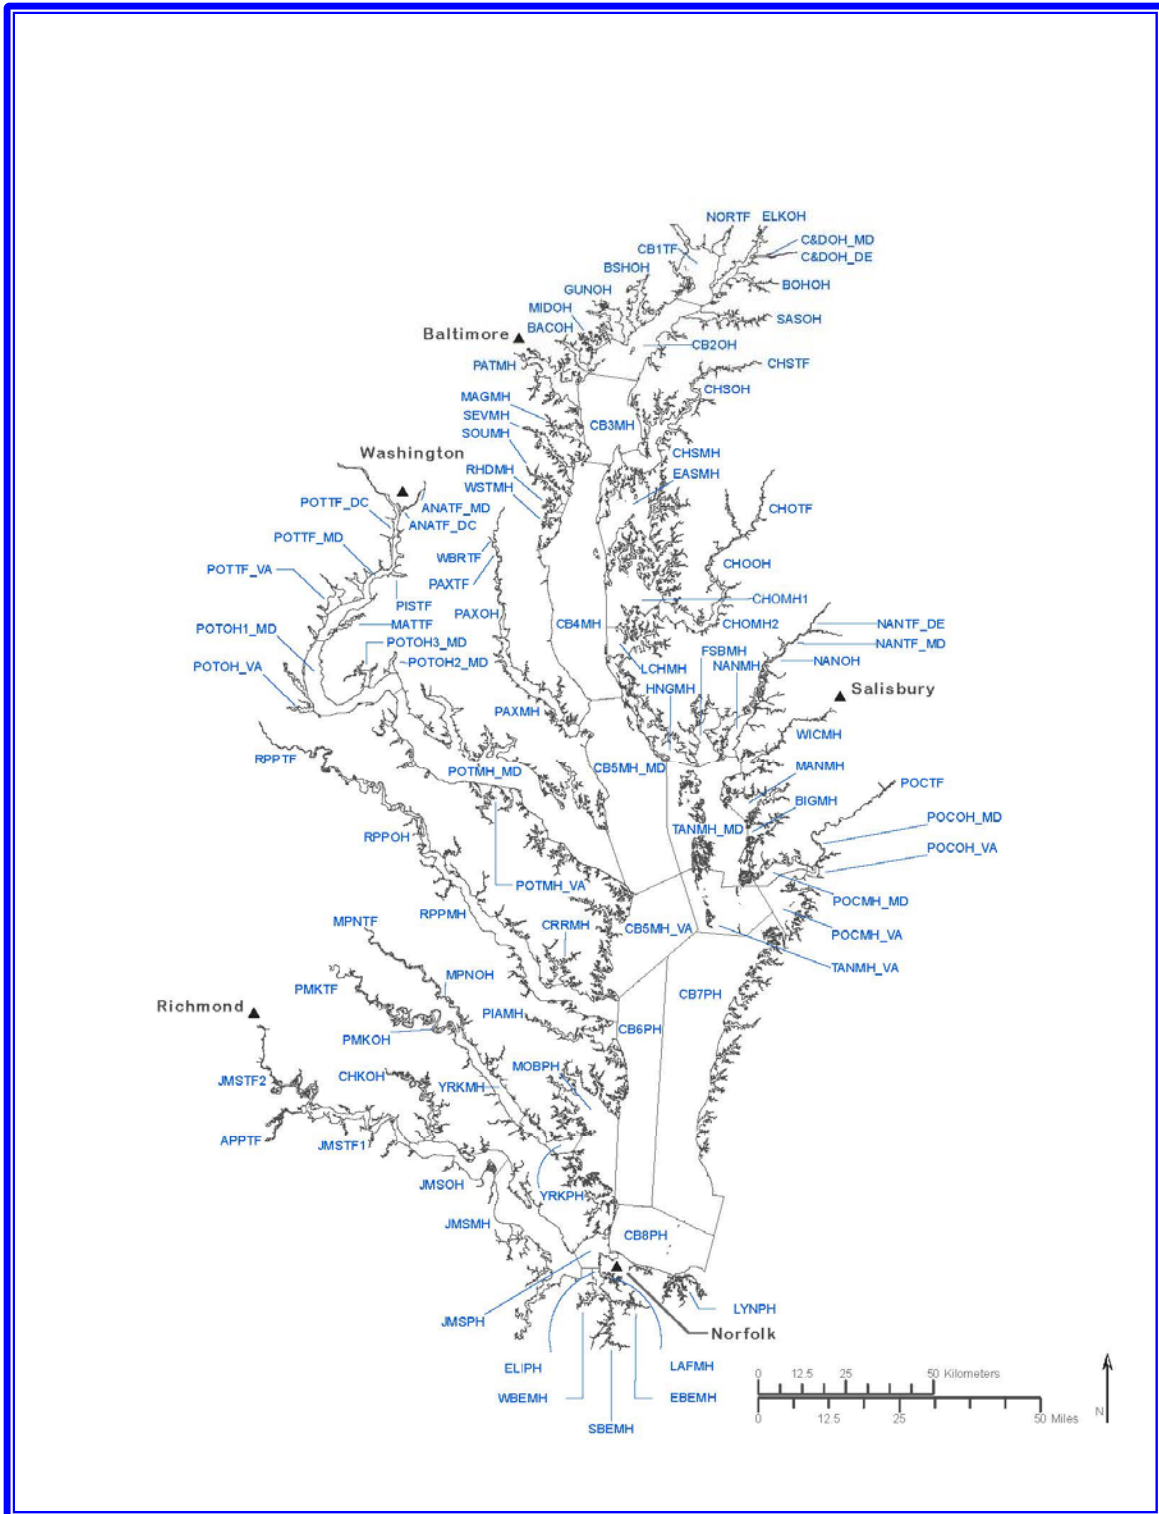 NORTF ELKOH
C&DOH_MD
CB1TF
C&DOH_DE
BSHOH
BOHOH
GUNOH
MIDOH
SASOH
BACOH
Baltimore
CB2OH
PATMH
CHSTF
CHSOH
MAGMH
SEVMH
CB3MH
SOUMH
Washington
CHSMH
RHDMH
EASMH
WSTMH
POTTF_DC
ANATF_MD
CHOTF
ANATF_DC
POTTF_MD
WBRTF
CHOOH
POTTF_VA
PAXTF
PISTF
CHOMH1
PAXOH
MATTF
CB4MH
CHOMH2
NANTF_DE
POTOH1_MD
POTOH3_MD
NANTF_MD
FSBMH
POTOH_VA
POTOH2_MD
LCHMH
NANMH
NANOH
HNGMH
Salisbury
PAXMH
WICMH
RPPTF
POTMH_MD
CB5MH_MD
MANMH
POCTF
BIGMH
POCOH_MD
TANMH_MD
RPPOH
POCOH_VA
POTMH_VA
POCMH_MD
RPPMH
MPNTF
CRRMH
CB5MH_VA
POCMH_VA
TANMH_VA
MPNOH
PMKTF
CB7PH
Richmond
PIAMH
CB6PH
PMKOH
MOBPH
CHKOH
JMSTF2
YRKMH
APPTF
JMSTF1
JMSOH
YRKPH
JMSMH
CB8PH
LYNPH
JMSPH
Norfolk
ELIPH
LAFMH
WBEMH
EBEMH
SBEMH
0 12.5 25 50 Kilometers
0 12.5 25 50 Miles
N